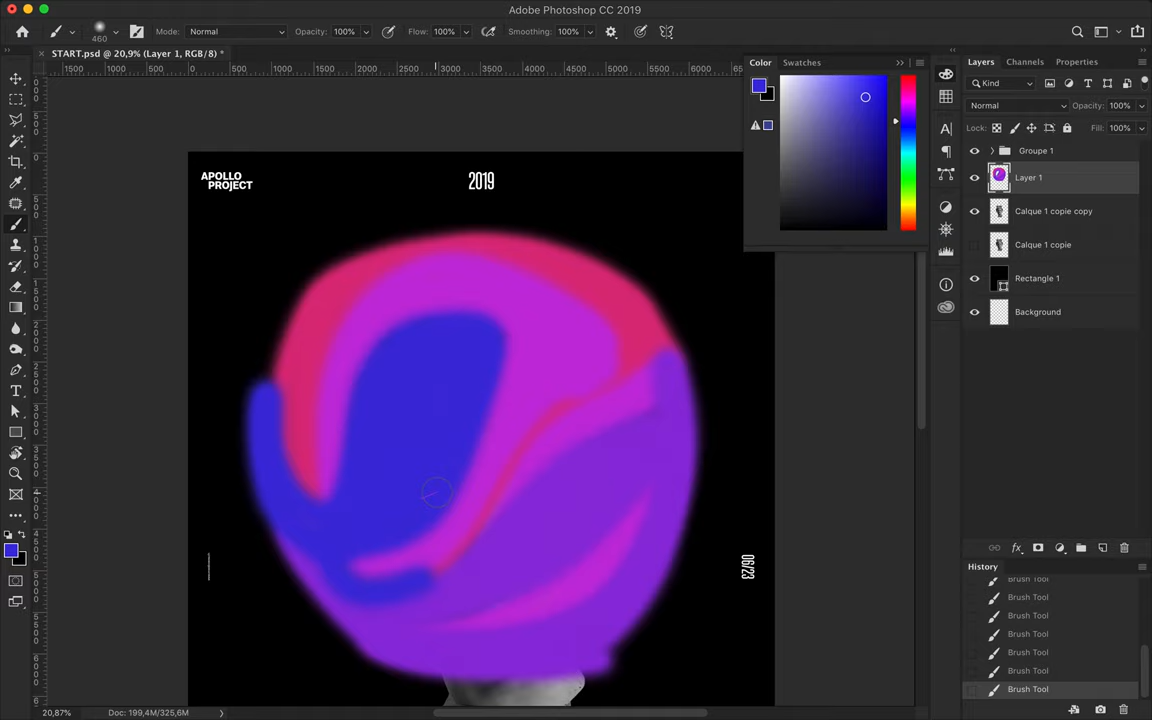 Adobe Photoshop CC 2019
460
Mode: Normal
Opacity: 100%
Flow: 100%
Smoothing: 100%
START.psd @ 20,9% (Layer 1, RGB/8) *
1500 1000 500 0 500 1000 1500 2000 2500 3000 3500 4000 4500 5000 5500 6000
APOLLO
PROJECT
2019
06/23
Color Swatches
Layers Channels Properties
Kind
Normal Opacity: 100%
Lock: Fill: 100%
Groupe 1
Layer 1
Calque 1 copie copy
Calque 1 copie
Rectangle 1
Background
fx
History
Brush Tool
Brush Tool
Brush Tool
Brush Tool
Brush Tool
Brush Tool
Brush Tool
20,87% Doc: 199,4M/325,6M